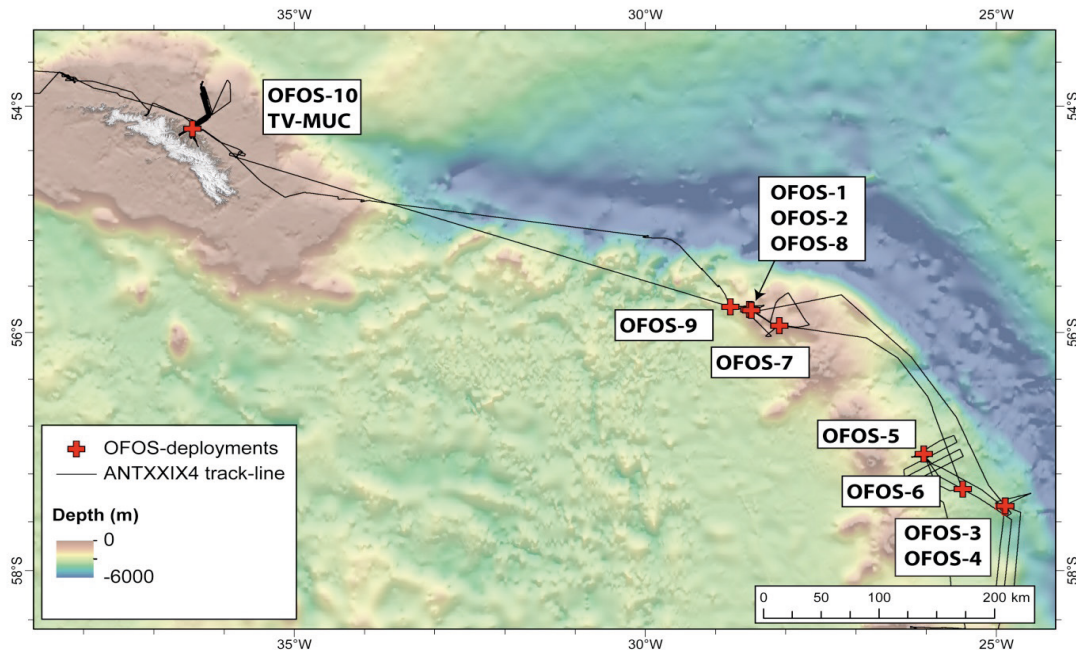 35°W
30°W
25°W
54°S
54°S
OFOS-10
TV-MUC
OFOS-1
OFOS-2
OFOS-8
OFOS-9
56°S
56°S
OFOS-7
OFOS-5
OFOS-6
OFOS-3
OFOS-4
OFOS-deployments
ANTXXIX4 track-line
Depth (m)
0
-6000
58°S
58°S
0 50 100 200 km
35°W
30°W
25°W